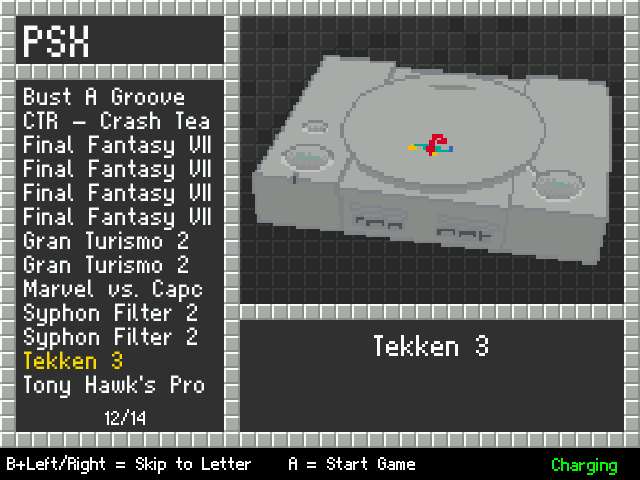 PSX
Bust A Groove
CTR - Crash Tea
Final Fantasy VII
Final Fantasy VII
Final Fantasy VII
Final Fantasy VII
Gran Turismo 2
Gran Turismo 2
Marvel vs. Capc
Syphon Filter 2
Syphon Filter 2
Tekken 3
Tony Hawk's Pro
12/14
Tekken 3
B+Left/Right = Skip to Letter
A = Start Game
Charging